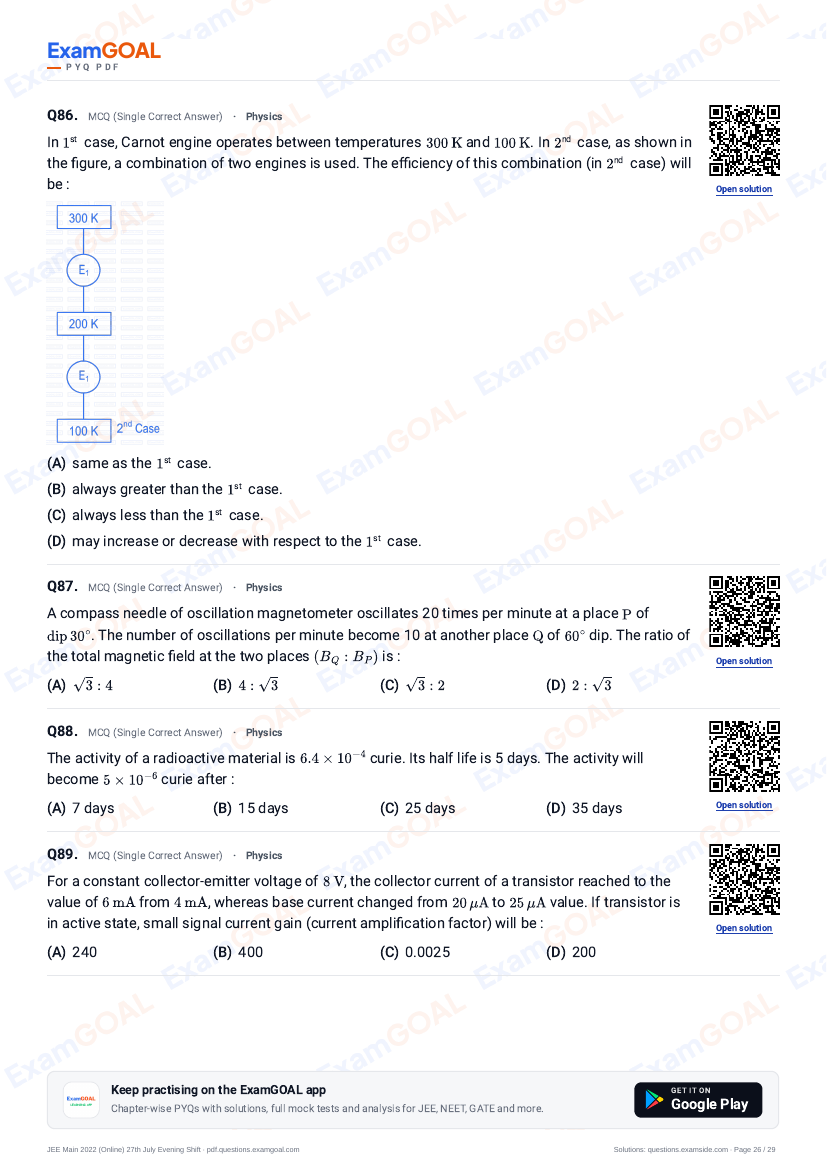 ExamGOAL
PYQ PDF
Q86. MCQ (Single Correct Answer) · Physics
In 1st case, Carnot engine operates between temperatures 300 K and 100 K. In 2nd case, as shown in
the figure, a combination of two engines is used. The efficiency of this combination (in 2nd case) will
be :
Open solution
300 K
E₁
200 K
E₁
100 K 2nd Case
(A) same as the 1st case.
(B) always greater than the 1st case.
(C) always less than the 1st case.
(D) may increase or decrease with respect to the 1st case.
Q87. MCQ (Single Correct Answer) · Physics
A compass needle of oscillation magnetometer oscillates 20 times per minute at a place P of
dip 30°. The number of oscillations per minute become 10 at another place Q of 60° dip. The ratio of
the total magnetic field at the two places (B_Q : B_P) is :
Open solution
(A) √3 : 4 (B) 4 : √3 (C) √3 : 2 (D) 2 : √3
Q88. MCQ (Single Correct Answer) · Physics
The activity of a radioactive material is 6.4 × 10⁻⁴ curie. Its half life is 5 days. The activity will
become 5 × 10⁻⁶ curie after :
Open solution
(A) 7 days (B) 15 days (C) 25 days (D) 35 days
Q89. MCQ (Single Correct Answer) · Physics
For a constant collector-emitter voltage of 8 V, the collector current of a transistor reached to the
value of 6 mA from 4 mA, whereas base current changed from 20 μA to 25 μA value. If transistor is
in active state, small signal current gain (current amplification factor) will be :
Open solution
(A) 240 (B) 400 (C) 0.0025 (D) 200
Keep practising on the ExamGOAL app
Chapter-wise PYQs with solutions, full mock tests and analysis for JEE, NEET, GATE and more.
GET IT ON
Google Play
JEE Main 2022 (Online) 27th July Evening Shift · pdf.questions.examgoal.com
Solutions: questions.examside.com · Page 26 / 29